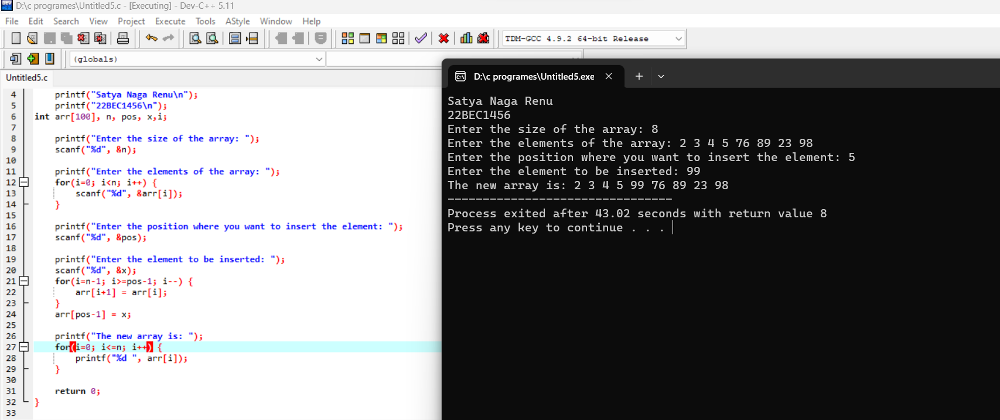 D:\c programes\Untitled5.c - [Executing] - Dev-C++ 5.11
File Edit Search View Project Execute Tools AStyle Window Help
TDM-GCC 4.9.2 64-bit Release
(globals)
Untitled5.c
4 printf("Satya Naga Renu\n");
5 printf("22BEC1456\n");
6 int arr[100], n, pos, x,i;
7
8 printf("Enter the size of the array: ");
9 scanf("%d", &n);
10
11 printf("Enter the elements of the array: ");
12 for(i=0; i<n; i++) {
13 scanf("%d", &arr[i]);
14 }
15
16 printf("Enter the position where you want to insert the element: ");
17 scanf("%d", &pos);
18
19 printf("Enter the element to be inserted: ");
20 scanf("%d", &x);
21 for(i=n-1; i>=pos-1; i--) {
22 arr[i+1] = arr[i];
23 }
24 arr[pos-1] = x;
25
26 printf("The new array is: ");
27 for(i=0; i<=n; i++) {
28 printf("%d ", arr[i]);
29 }
30
31 return 0;
32 }
33
D:\c programes\Untitled5.exe
Satya Naga Renu
22BEC1456
Enter the size of the array: 8
Enter the elements of the array: 2 3 4 5 76 89 23 98
Enter the position where you want to insert the element: 5
Enter the element to be inserted: 99
The new array is: 2 3 4 5 99 76 89 23 98
--------------------------------
Process exited after 43.02 seconds with return value 8
Press any key to continue . . .